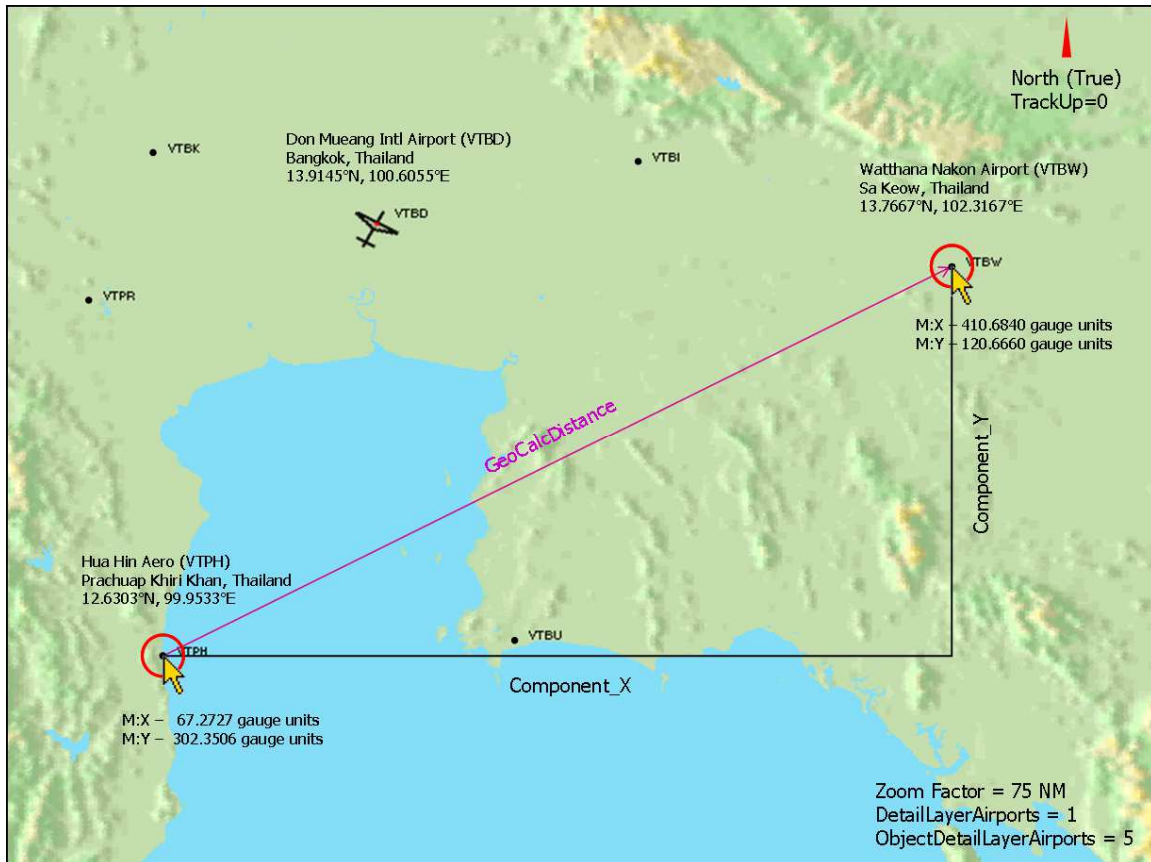 North (True)
TrackUp=0
Don Mueang Intl Airport (VTBD)
Bangkok, Thailand
13.9145°N, 100.6055°E
VTBK
VTBI
Watthana Nakon Airport (VTBW)
Sa Keow, Thailand
13.7667°N, 102.3167°E
VTBD
VTBW
VTPR
M:X – 410.6840 gauge units
M:Y – 120.6660 gauge units
GeoCalcDistance
Component_Y
Hua Hin Aero (VTPH)
Prachuap Khiri Khan, Thailand
12.6303°N, 99.9533°E
VTBU
VTPH
Component_X
M:X – 67.2727 gauge units
M:Y – 302.3506 gauge units
Zoom Factor = 75 NM
DetailLayerAirports = 1
ObjectDetailLayerAirports = 5